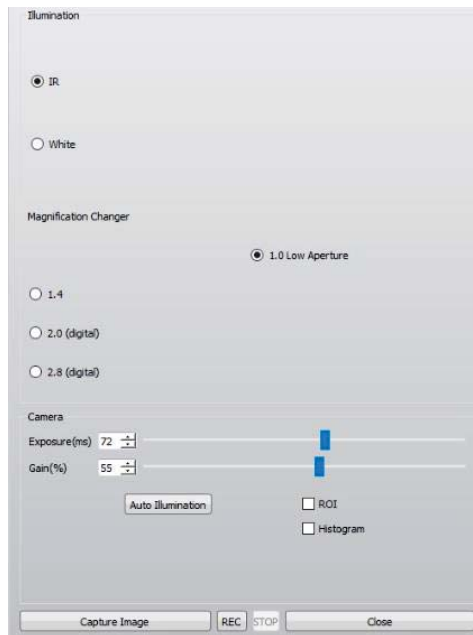 Illumination
IR
White
Magnification Changer
1.0 Low Aperture
1.4
2.0 (digital)
2.8 (digital)
Camera
Exposure(ms) 72
Gain(%) 55
Auto Illumination ROI
Histogram
Capture Image REC STOP Close